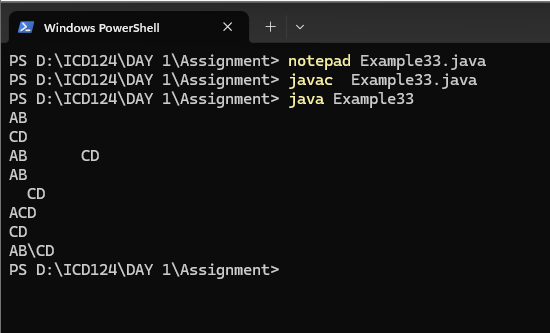 Windows PowerShell
PS D:\ICD124\DAY 1\Assignment> notepad Example33.java
PS D:\ICD124\DAY 1\Assignment> javac  Example33.java
PS D:\ICD124\DAY 1\Assignment> java Example33
AB
CD
AB      CD
AB
  CD
ACD
CD
AB\CD
PS D:\ICD124\DAY 1\Assignment>